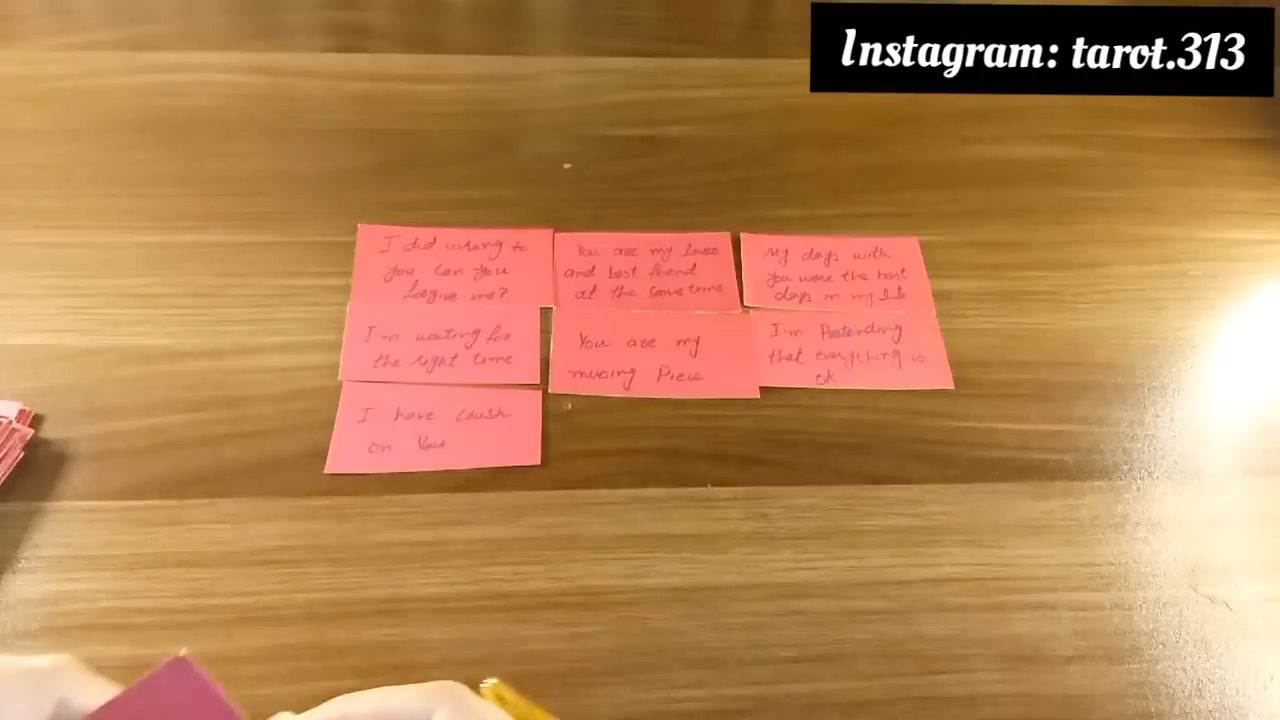 Instagram: tarot.313
I did wrong to
you can you
forgive me?
You are my lover
and best friend
at the same time
My days with
you were the best
days in my life
I'm waiting for
the right time
You are my
missing Piece
I'm Pretending
that everything is
ok
I have crush
on You